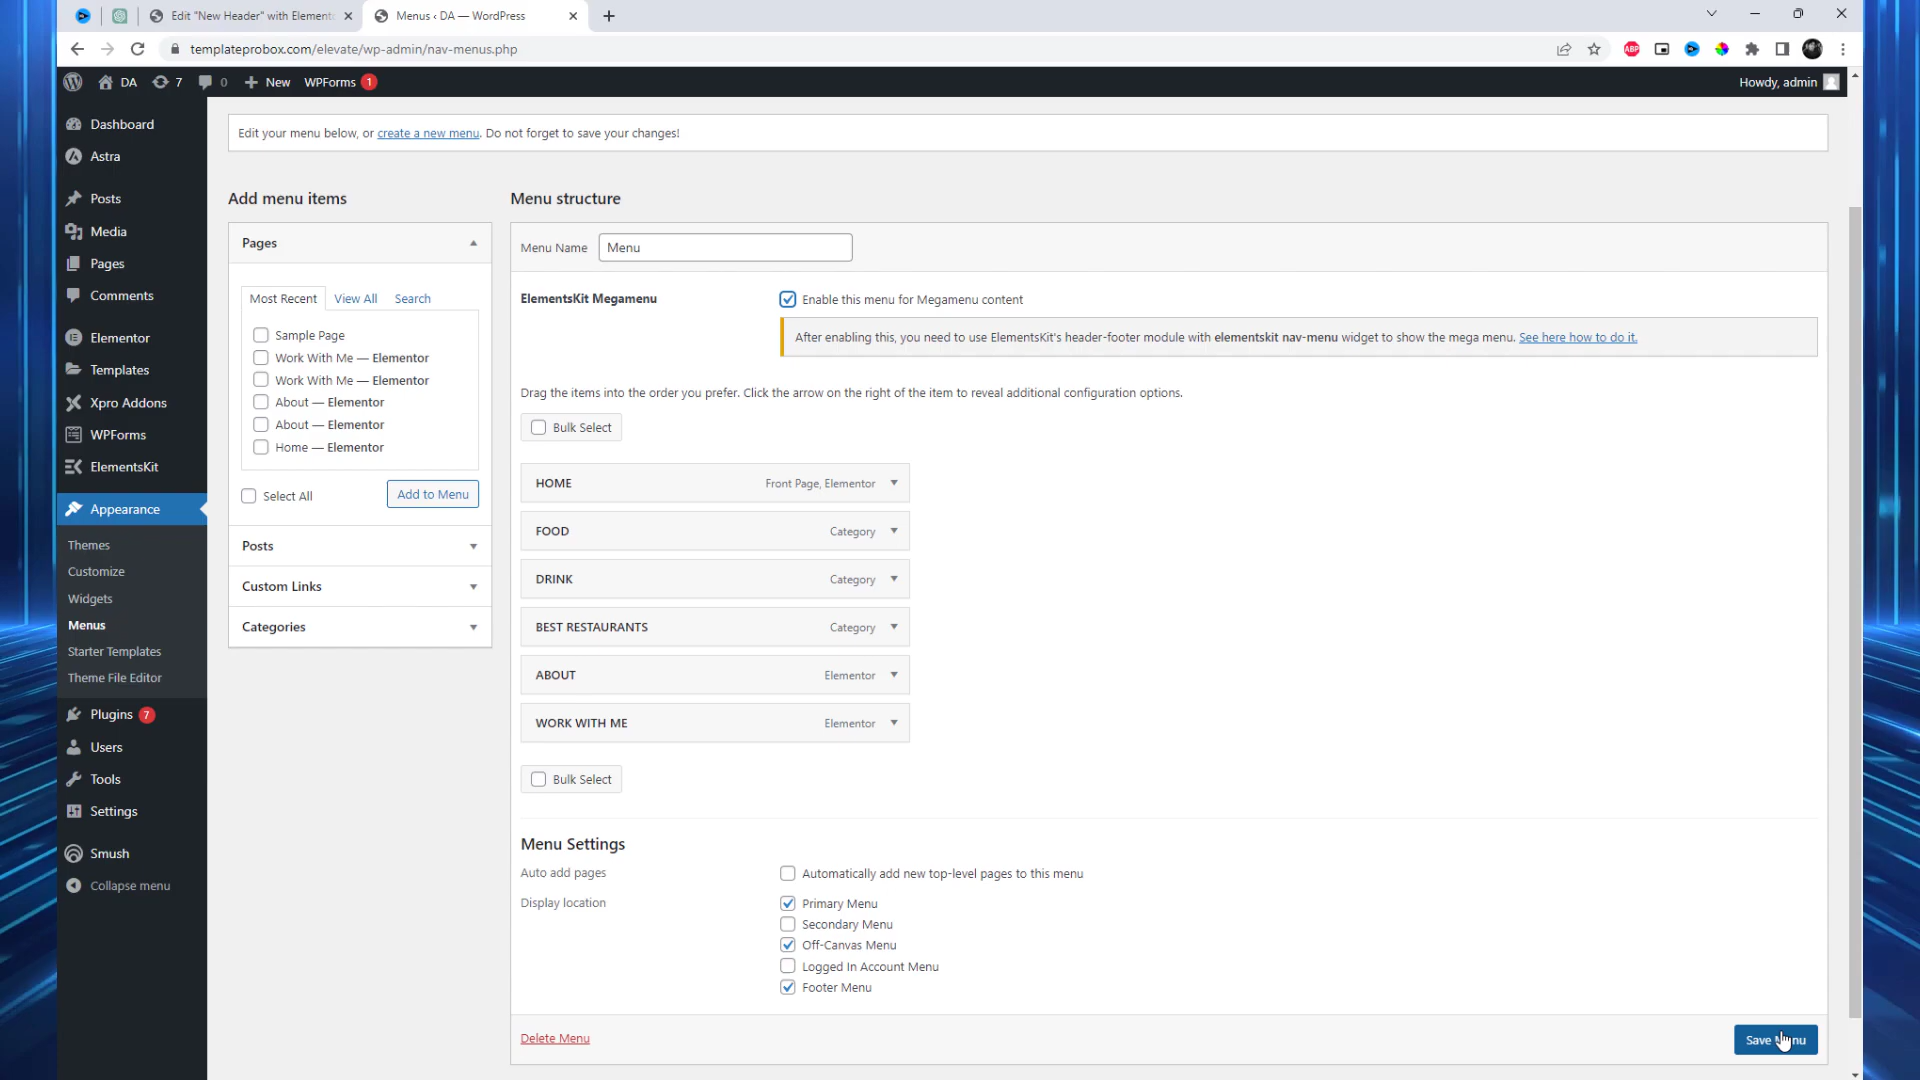 Edit "New Header" with Element
Menus ‹ DA — WordPress
templateprobox.com/elevate/wp-admin/nav-menus.php
ABP
DA
7
0
New
WPForms
1
Howdy, admin
Dashboard
Astra
Posts
Media
Pages
Comments
Elementor
Templates
Xpro Addons
WPForms
ElementsKit
Appearance
Themes
Customize
Widgets
Menus
Starter Templates
Theme File Editor
Plugins 7
Users
Tools
Settings
Smush
Collapse menu
Edit your menu below, or create a new menu. Do not forget to save your changes!
Add menu items
Pages
Most Recent
View All
Search
Sample Page
Work With Me — Elementor
Work With Me — Elementor
About — Elementor
About — Elementor
Home — Elementor
Select All
Add to Menu
Posts
Custom Links
Categories
Menu structure
Menu Name
Menu
ElementsKit Megamenu
Enable this menu for Megamenu content
After enabling this, you need to use ElementsKit's header-footer module with elementskit nav-menu widget to show the mega menu. See here how to do it.
Drag the items into the order you prefer. Click the arrow on the right of the item to reveal additional configuration options.
Bulk Select
HOME
Front Page, Elementor
FOOD
Category
DRINK
Category
BEST RESTAURANTS
Category
ABOUT
Elementor
WORK WITH ME
Elementor
Bulk Select
Menu Settings
Auto add pages
Automatically add new top-level pages to this menu
Display location
Primary Menu
Secondary Menu
Off-Canvas Menu
Logged In Account Menu
Footer Menu
Delete Menu
Save Menu